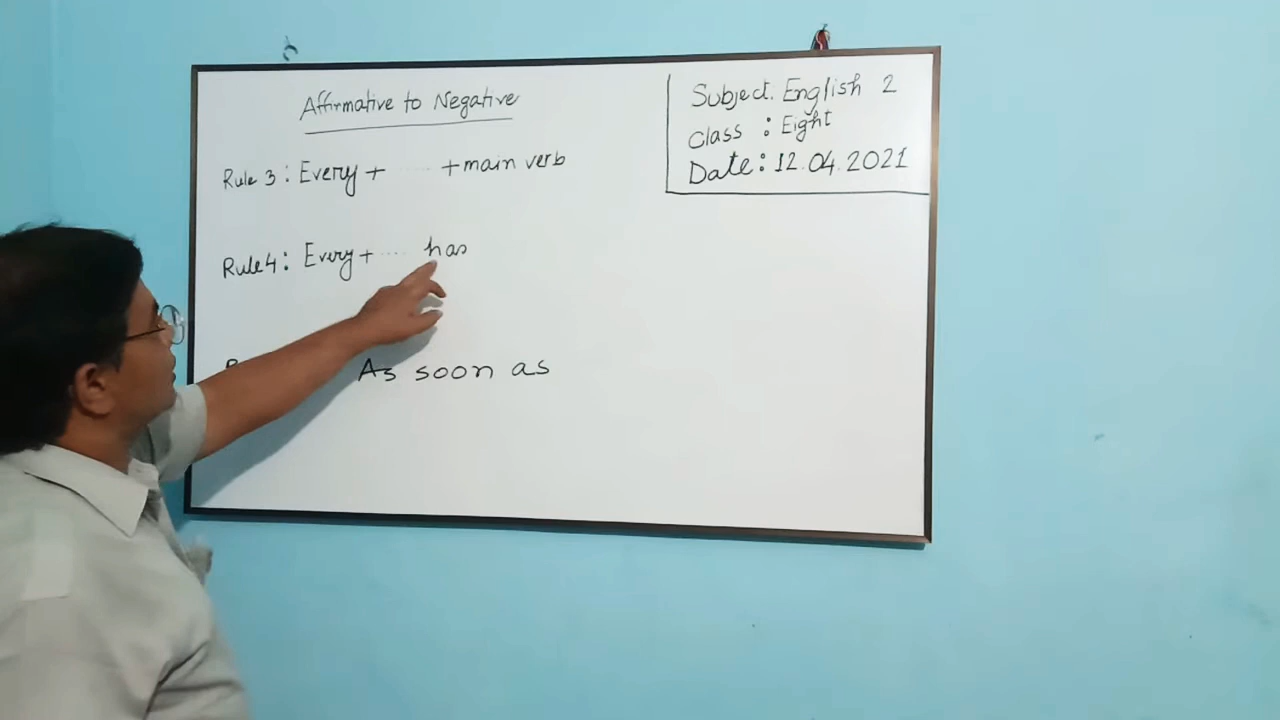 Affirmative to Negative
Rule 3: Every + ..... + main verb
Rule 4: Every + .... has
As soon as
Subject. English 2
Class : Eight
Date: 12.04.2021